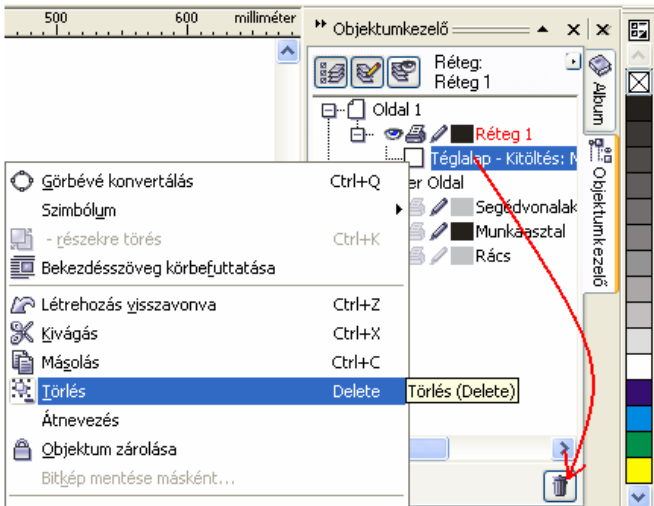 500 600 milliméter
Objektumkezelő
Réteg:
Réteg 1
Album
Objektumkezelő
Oldal 1
Réteg 1
Téglalap - Kitöltés: N
er Oldal
Segédvonalak
Munkaasztal
Rács
Görbévé konvertálás Ctrl+Q
Szimbólum
- részekre törés Ctrl+K
Bekezdésszöveg körbefuttatása
Létrehozás visszavonva Ctrl+Z
Kivágás Ctrl+X
Másolás Ctrl+C
Törlés Delete
Törlés (Delete)
Átnevezés
Objektum zárolása
Bitkép mentése másként...